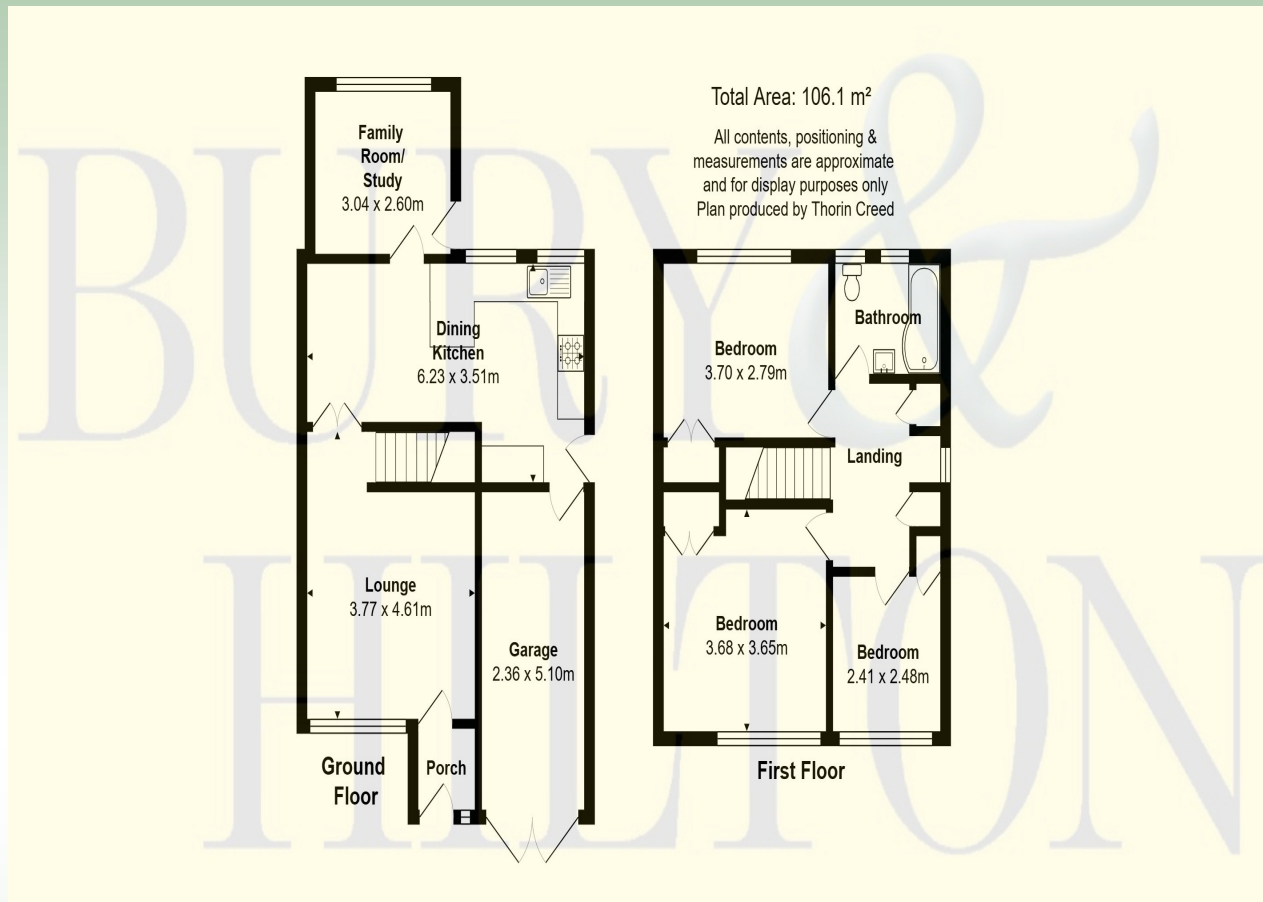 BURY &
HILTON
Total Area: 106.1 m²
All contents, positioning &
measurements are approximate
and for display purposes only
Plan produced by Thorin Creed
Family
Room/
Study
3.04 x 2.60m
Dining
Kitchen
6.23 x 3.51m
Lounge
3.77 x 4.61m
Garage
2.36 x 5.10m
Porch
Ground
Floor
Bedroom
3.70 x 2.79m
Bathroom
Landing
Bedroom
3.68 x 3.65m
Bedroom
2.41 x 2.48m
First Floor